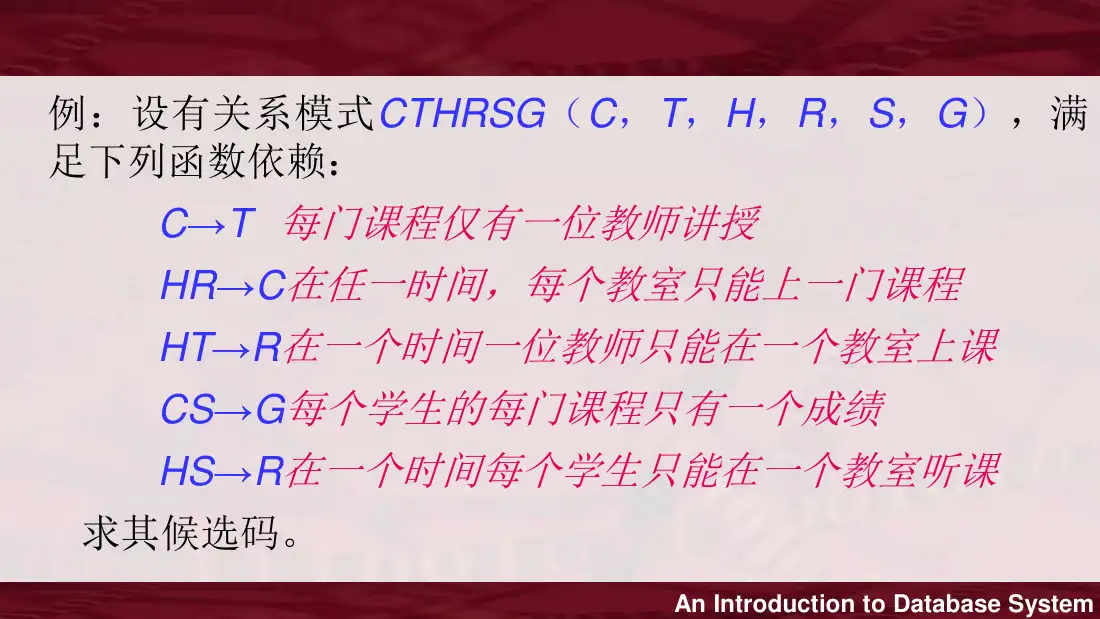 例：设有关系模式CTHRSG（C，T，H，R，S，G），满
足下列函数依赖：
C→T 每门课程仅有一位教师讲授
HR→C在任一时间，每个教室只能上一门课程
HT→R在一个时间一位教师只能在一个教室上课
CS→G每个学生的每门课程只有一个成绩
HS→R在一个时间每个学生只能在一个教室听课
求其候选码。
An Introduction to Database System